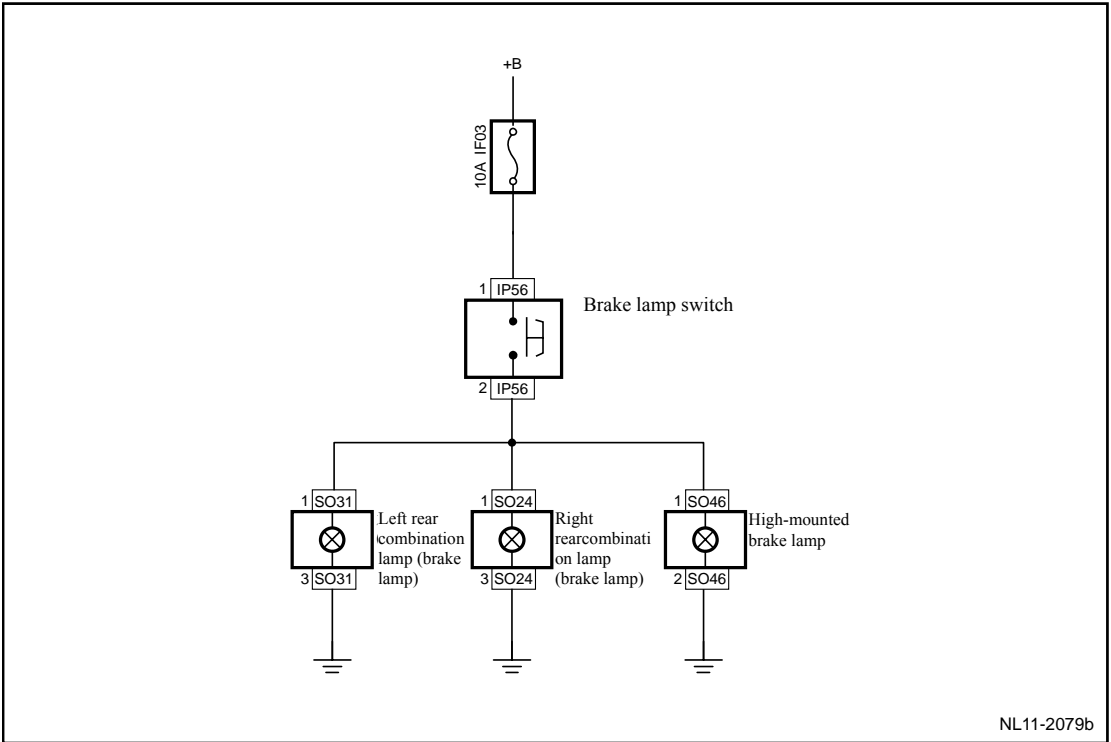 +B
10A IF03
1 IP56
Brake lamp switch
2 IP56
1 SO31
Left rear
combination
lamp (brake
lamp)
3 SO31
1 SO24
Right
rearcombinati
on lamp
(brake lamp)
3 SO24
1 SO46
High-mounted
brake lamp
2 SO46
NL11-2079b